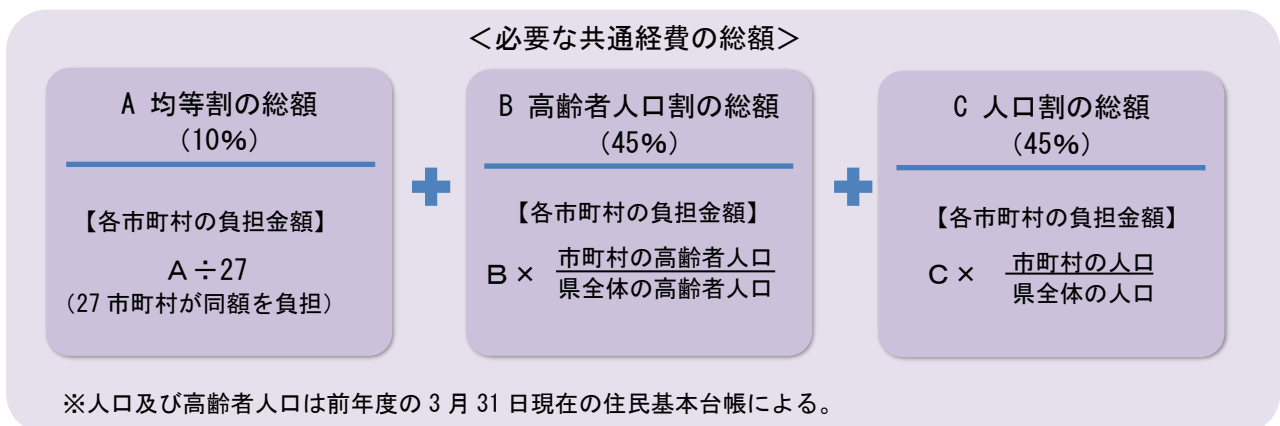 ＜必要な共通経費の総額＞
A 均等割の総額
(10%)
【各市町村の負担金額】
A÷27
(27市町村が同額を負担)
B 高齢者人口割の総額
(45%)
【各市町村の負担金額】
B× 市町村の高齢者人口
県全体の高齢者人口
C 人口割の総額
(45%)
【各市町村の負担金額】
C× 市町村の人口
県全体の人口
※人口及び高齢者人口は前年度の3月31日現在の住民基本台帳による。